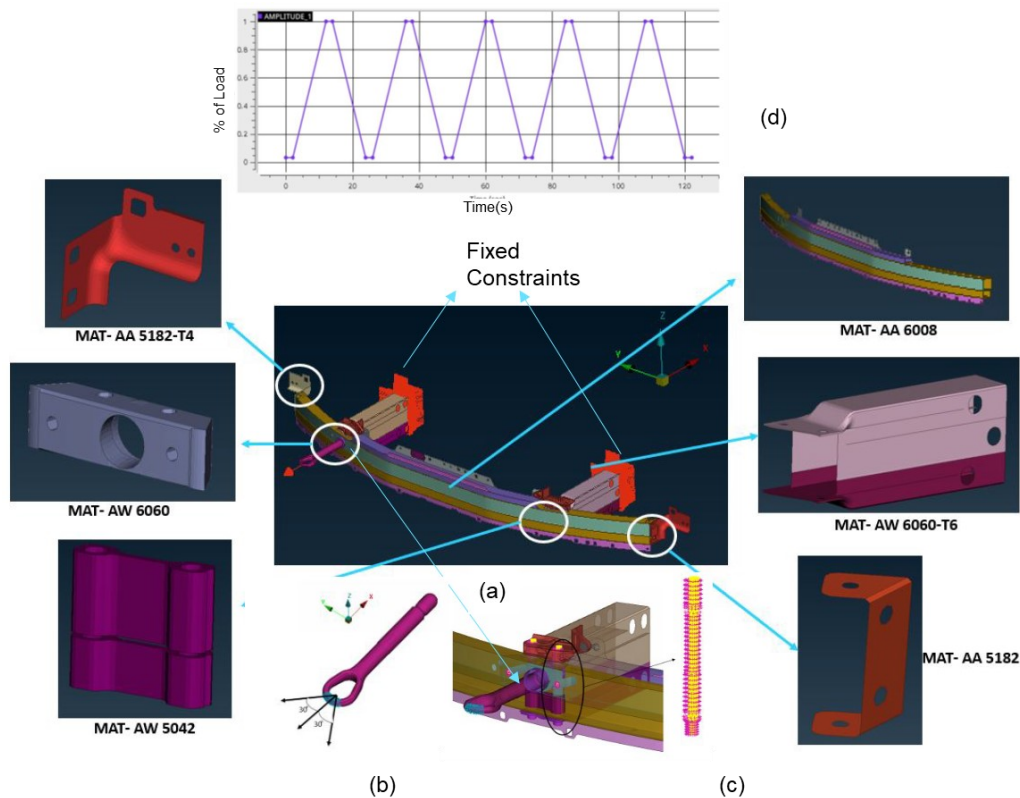 AMPLITUDE_1
1
0.8
0.6
0.4
0.2
0
% of Load
0 20 40 60 80 100 120
Time(s)
(d)
Fixed
Constraints
MAT- AA 5182-T4
MAT- AA 6008
Z
Y
X
MAT- AW 6060
MAT- AW 6060-T6
MAT- AW 5042
(a)
Z
X
30
30
MAT- AA 5182
(b)
(c)